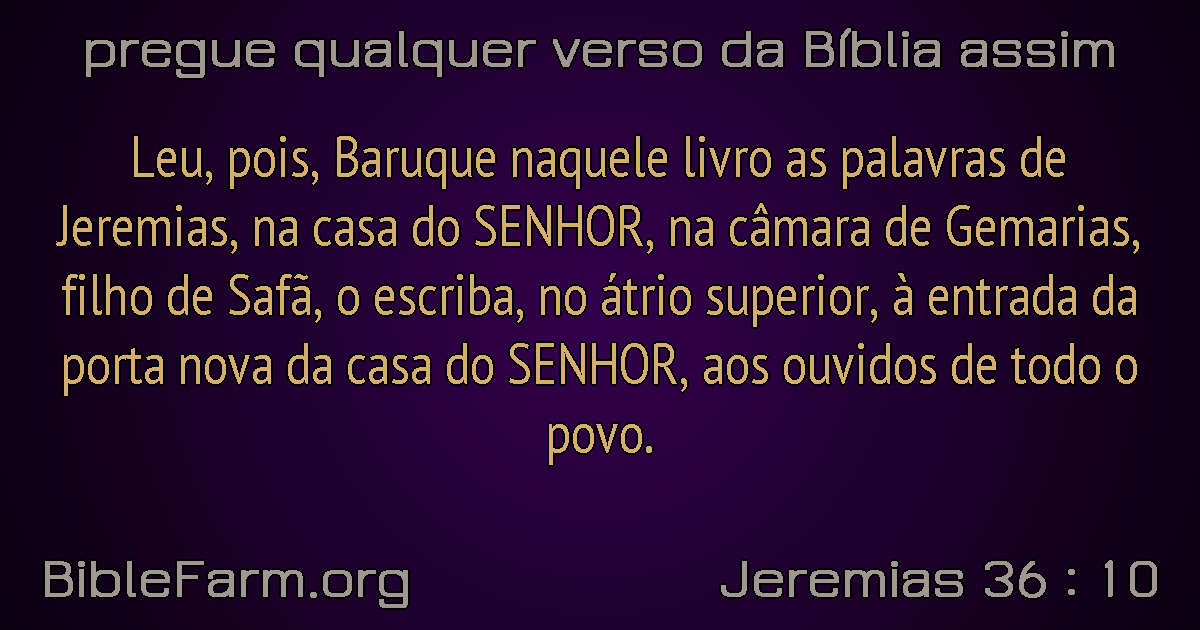 pregue qualquer verso da Bíblia assim
Leu, pois, Baruque naquele livro as palavras de
Jeremias, na casa do SENHOR, na câmara de Gemarias,
filho de Safã, o escriba, no átrio superior, à entrada da
porta nova da casa do SENHOR, aos ouvidos de todo o
povo.
BibleFarm.org
Jeremias 36 : 10